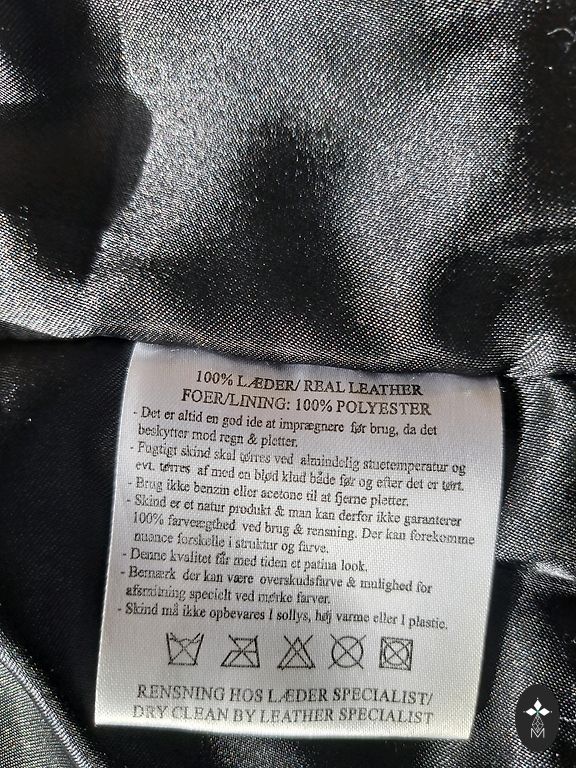 100% LÆDER/ REAL LEATHER
FOER/LINING: 100% POLYESTER
- Det er altid en god ide at imprægnere før brug, da det
beskytter mod regn & pletter.
- Fugtigt skind skal tørres ved almindelig stuetemperatur og
evt. tørres af med en blød klud både før og efter det er tørt.
- Brug ikke benzin eller acetone til at fjerne pletter.
- Skind er et natur produkt & man kan derfor ikke garanterer
100% farveægthed ved brug & rensning. Der kan forekomme
nuance forskelle i struktur og farve.
- Denne kvalitet får med tiden et patina look.
- Bemærk der kan være overskudsfarve & mulighed for
afsmitning specielt ved mørke farver.
- Skind må ikke opbevares I sollys, høj varme eller I plastic.
RENSNING HOS LÆDER SPECIALIST/
DRY CLEAN BY LEATHER SPECIALIST
M